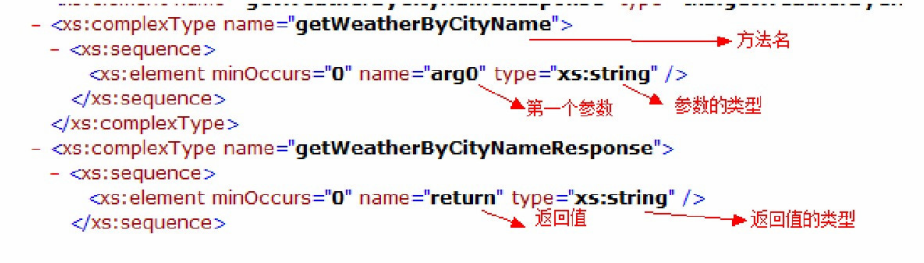 - <xs:complexType name="getWeatherByCityName"> 方法名
- <xs:sequence>
<xs:element minOccurs="0" name="arg0" type="xs:string" />
第一个参数 参数的类型
</xs:sequence>
</xs:complexType>
- <xs:complexType name="getWeatherByCityNameResponse">
- <xs:sequence>
<xs:element minOccurs="0" name="return" type="xs:string" />
返回值 返回值的类型
</xs:sequence>